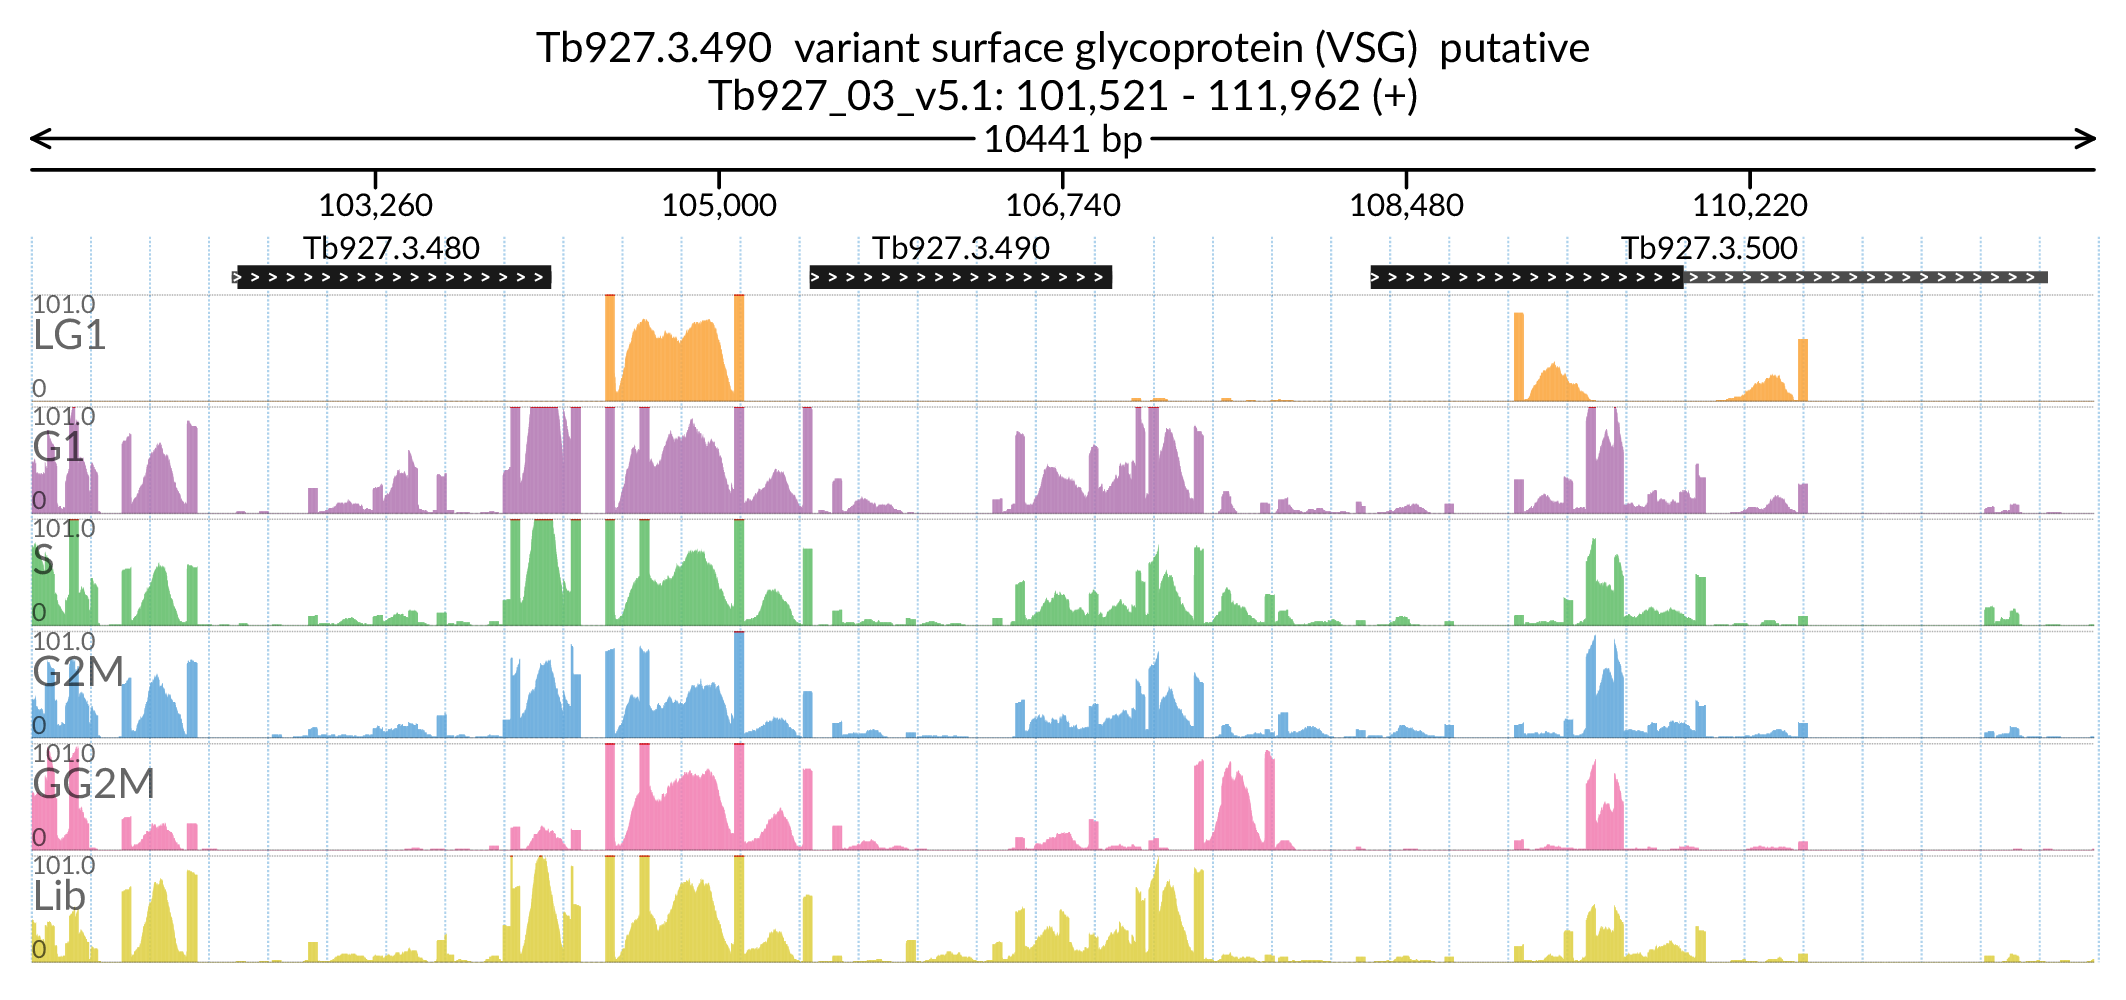 Tb927.3.490 variant surface glycoprotein (VSG) putative
Tb927_03_v5.1: 101,521 - 111,962 (+)
10441 bp
103,260 105,000 106,740 108,480 110,220
Tb927.3.480 Tb927.3.490 Tb927.3.500
101.0
LG1
0
101.0
G1
0
101.0
S
0
101.0
G2M
0
101.0
GG2M
0
101.0
Lib
0